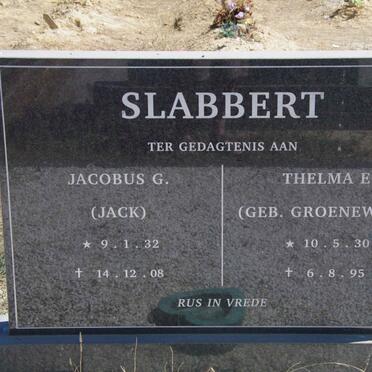 SLABBERT
TER GEDAGTENIS AAN
JACOBUS G.
(JACK)
★ 9.1.32
† 14.12.08
THELMA E
(GEB. GROENEW
★ 10.5.30
† 6.8.95
RUS IN VREDE